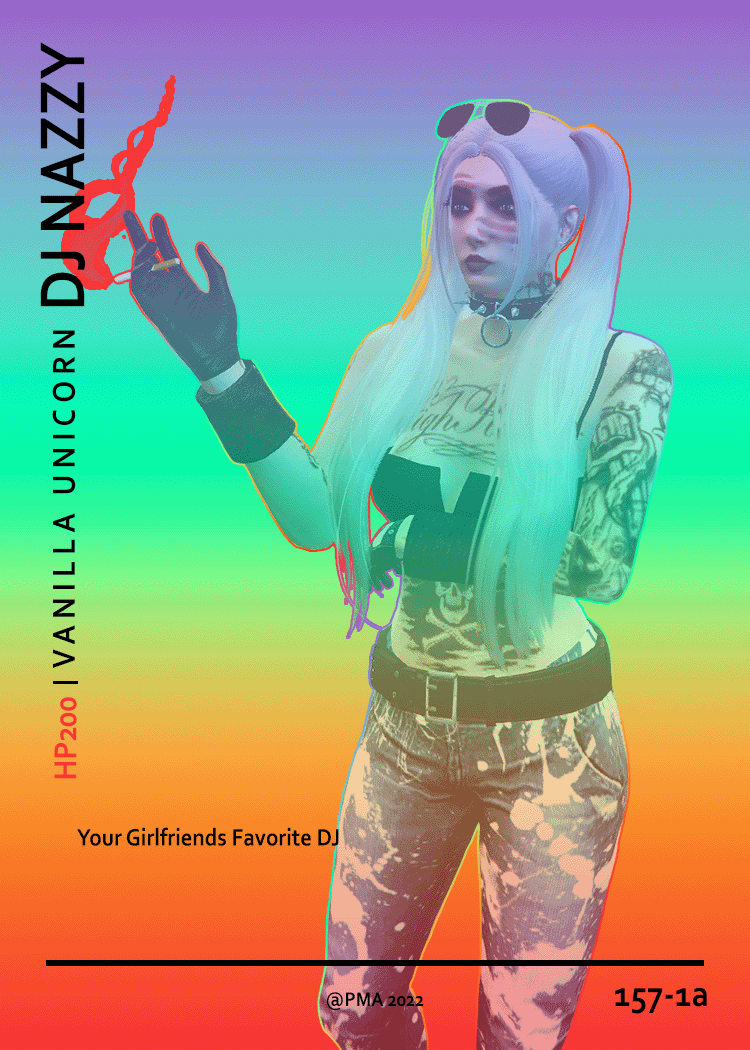 DJ NAZZY
HP200 | VANILLA UNICORN
Your Girlfriends Favorite DJ
@PMA 2022
157-1a